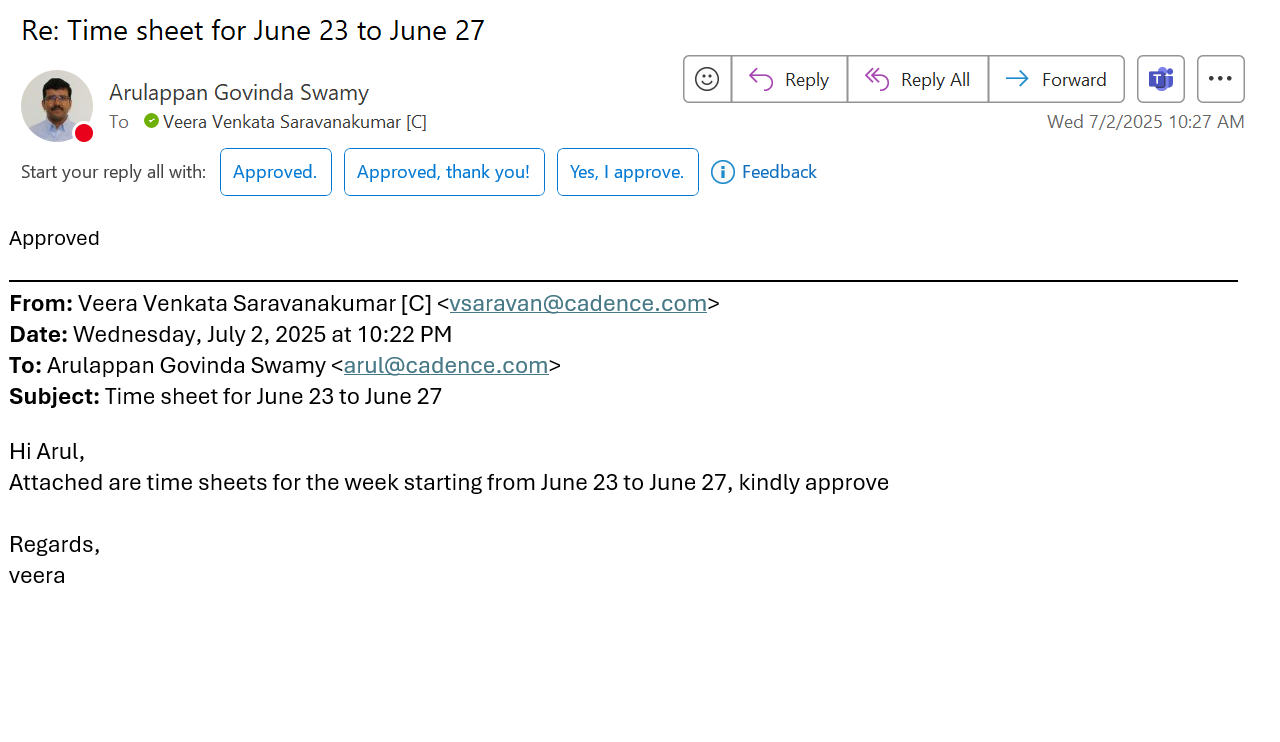 Re: Time sheet for June 23 to June 27
Arulappan Govinda Swamy
To Veera Venkata Saravanakumar [C]
Reply
Reply All
Forward
Wed 7/2/2025 10:27 AM
Start your reply all with: Approved. Approved, thank you! Yes, I approve. Feedback
Approved
From: Veera Venkata Saravanakumar [C] <vsaravan@cadence.com>
Date: Wednesday, July 2, 2025 at 10:22 PM
To: Arulappan Govinda Swamy <arul@cadence.com>
Subject: Time sheet for June 23 to June 27
Hi Arul,
Attached are time sheets for the week starting from June 23 to June 27, kindly approve
Regards,
veera